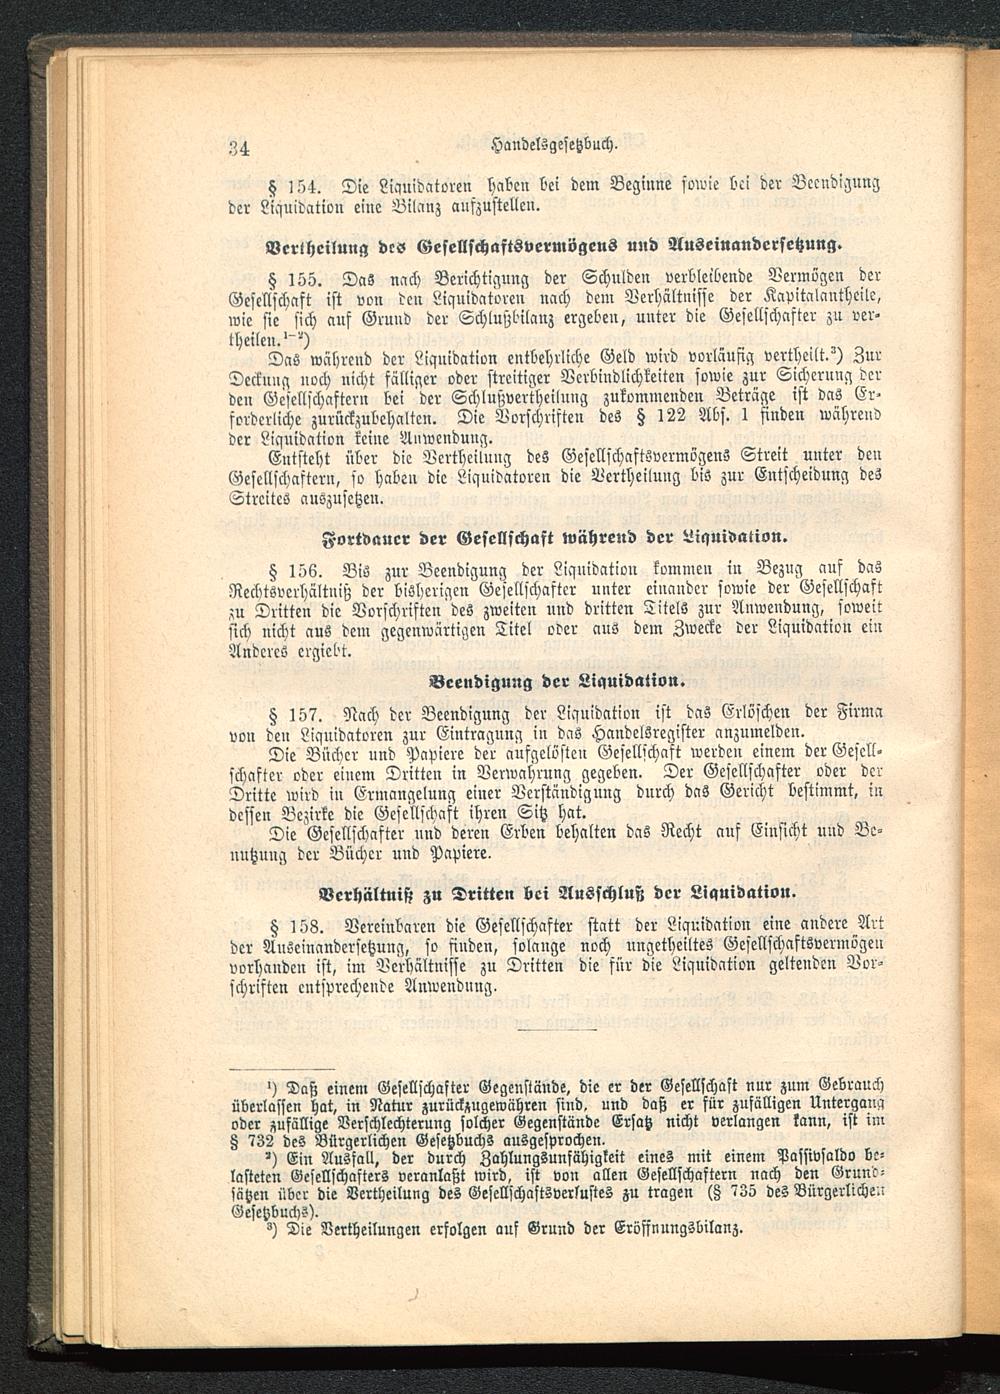 34
Handelsgesetzbuch.
§ 154. Die Liquidatoren haben bei dem Beginne sowie bei der Beendigung
der Liquidation eine Bilanz aufzustellen.
Vertheilung des Gesellschaftsvermögens und Auseinandersetzung.
§ 155. Das nach Berichtigung der Schulden verbleibende Vermögen der
Gesellschaft ist von den Liquidatoren nach dem Verhältnisse der Kapitalantheile,
wie sie sich auf Grund der Schlußbilanz ergeben, unter die Gesellschafter zu ver-
theilen.¹⁻²)
Das während der Liquidation entbehrliche Geld wird vorläufig vertheilt.³) Zur
Deckung noch nicht fälliger oder streitiger Verbindlichkeiten sowie zur Sicherung der
den Gesellschaftern bei der Schlußvertheilung zukommenden Beträge ist das Er-
forderliche zurückzubehalten. Die Vorschriften des § 122 Abs. 1 finden während
der Liquidation keine Anwendung.
Entsteht über die Vertheilung des Gesellschaftsvermögens Streit unter den
Gesellschaftern, so haben die Liquidatoren die Vertheilung bis zur Entscheidung des
Streites auszusetzen.
Fortdauer der Gesellschaft während der Liquidation.
§ 156. Bis zur Beendigung der Liquidation kommen in Bezug auf das
Rechtsverhältniß der bisherigen Gesellschafter unter einander sowie der Gesellschaft
zu Dritten die Vorschriften des zweiten und dritten Titels zur Anwendung, soweit
sich nicht aus dem gegenwärtigen Titel oder aus dem Zwecke der Liquidation ein
Anderes ergiebt.
Beendigung der Liquidation.
§ 157. Nach der Beendigung der Liquidation ist das Erlöschen der Firma
von den Liquidatoren zur Eintragung in das Handelsregister anzumelden.
Die Bücher und Papiere der aufgelösten Gesellschaft werden einem der Gesell-
schafter oder einem Dritten in Verwahrung gegeben. Der Gesellschafter oder der
Dritte wird in Ermangelung einer Verständigung durch das Gericht bestimmt, in
dessen Bezirke die Gesellschaft ihren Sitz hat.
Die Gesellschafter und deren Erben behalten das Recht auf Einsicht und Be-
nutzung der Bücher und Papiere.
Verhältniß zu Dritten bei Ausschluß der Liquidation.
§ 158. Vereinbaren die Gesellschafter statt der Liquidation eine andere Art
der Auseinandersetzung, so finden, solange noch ungetheiltes Gesellschaftsvermögen
vorhanden ist, im Verhältnisse zu Dritten die für die Liquidation geltenden Vor-
schriften entsprechende Anwendung.
¹) Daß einem Gesellschafter Gegenstände, die er der Gesellschaft nur zum Gebrauch
überlassen hat, in Natur zurückzugewähren sind, und daß er für zufälligen Untergang
oder zufällige Verschlechterung solcher Gegenstände Ersatz nicht verlangen kann, ist im
§ 732 des Bürgerlichen Gesetzbuchs ausgesprochen.
²) Ein Ausfall, der durch Zahlungsunfähigkeit eines mit einem Passivsaldo be-
lasteten Gesellschafters veranlaßt wird, ist von allen Gesellschaftern nach den Grund-
sätzen über die Vertheilung des Gesellschaftsverlustes zu tragen (§ 735 des Bürgerlichen
Gesetzbuchs).
³) Die Vertheilungen erfolgen auf Grund der Eröffnungsbilanz.